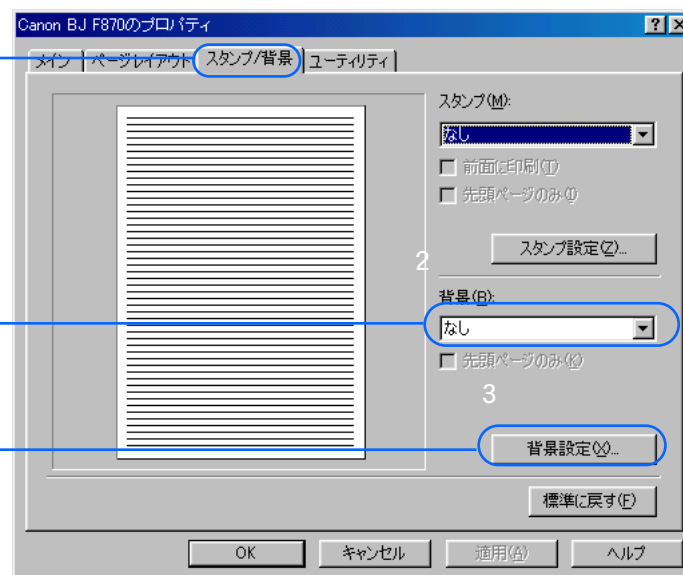 Canon BJ F870のプロパティ
メイン ページレイアウト スタンプ/背景 ユーティリティ
スタンプ(M):
なし
前面に印刷(T)
先頭ページのみ(I)
スタンプ設定(Z)...
2
背景(B):
なし
先頭ページのみ(K)
3
背景設定(X)...
標準に戻す(F)
OK キャンセル 適用(A) ヘルプ